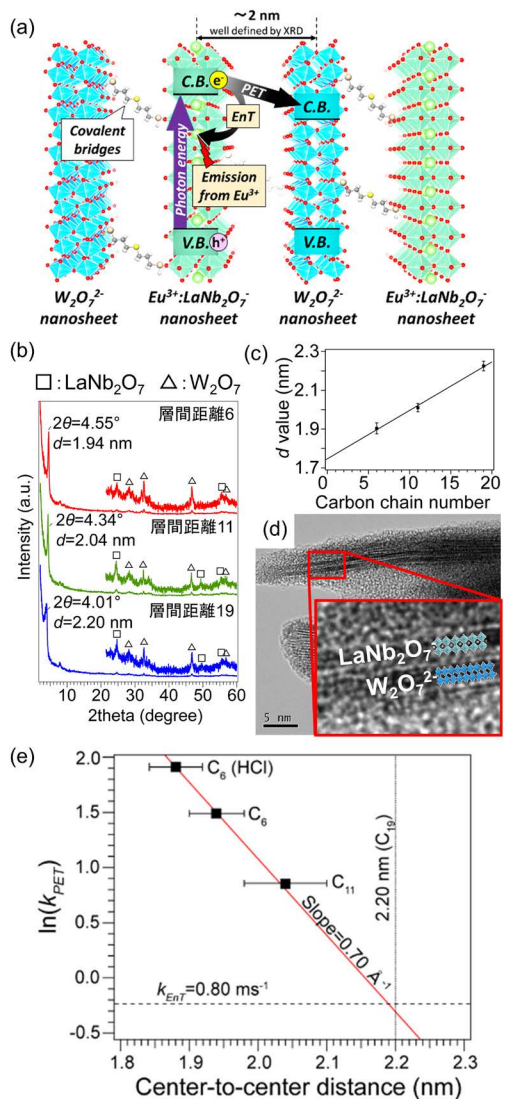 (a)
~2 nm
well defined by XRD
C.B.
e⁻
PET
C.B.
EnT
Covalent
bridges
Photon energy
Emission
from Eu³⁺
V.B.
h⁺
V.B.
W₂O₇²⁻
nanosheet
Eu³⁺:LaNb₂O₇⁻
nanosheet
W₂O₇²⁻
nanosheet
Eu³⁺:LaNb₂O₇⁻
nanosheet
(b)
□ : LaNb₂O₇ △ : W₂O₇
2θ=4.55°
d=1.94 nm
層間距離6
2θ=4.34°
d=2.04 nm
層間距離11
2θ=4.01°
d=2.20 nm
層間距離19
Intensity (a.u.)
10 20 30 40 50 60
2theta (degree)
(c)
d value (nm)
2.3
2.1
1.9
1.7
0 5 10 15 20
Carbon chain number
(d)
LaNb₂O₇⁻
W₂O₇²⁻
5 nm
(e)
ln(k_PET)
2.0
1.5
1.0
0.5
0.0
-0.5
C₆ (HCl)
C₆
C₁₁
2.20 nm (C₁₉)
Slope=0.70 Å⁻¹
k_EnT=0.80 ms⁻¹
1.8 1.9 2.0 2.1 2.2 2.3
Center-to-center distance (nm)